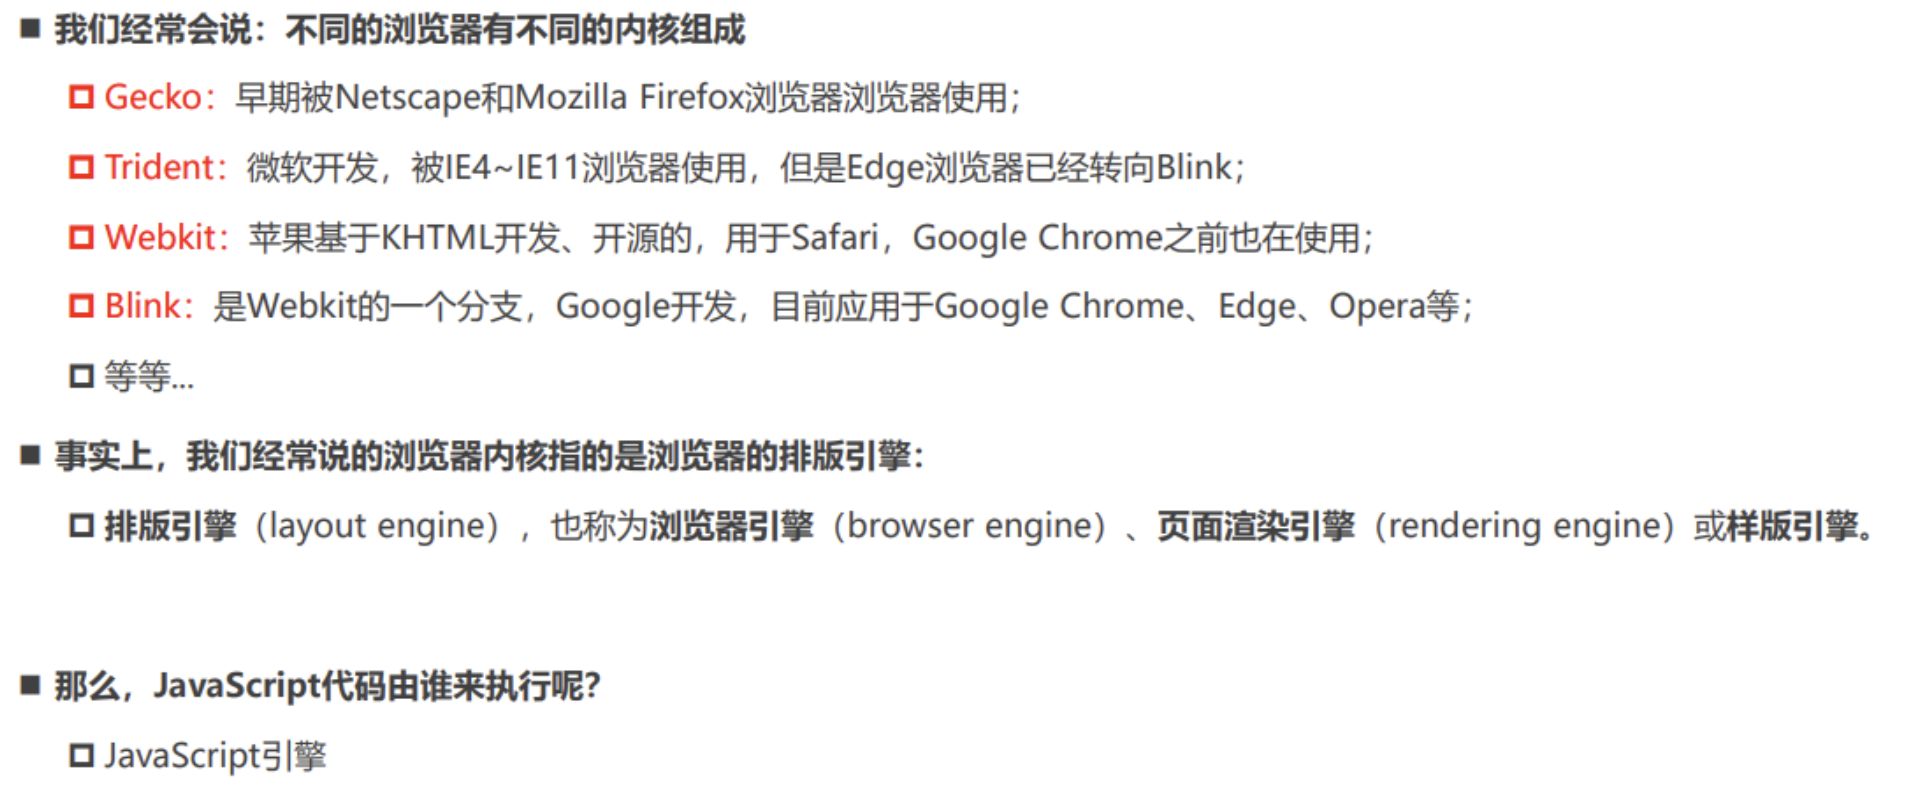 ■ 我们经常会说：不同的浏览器有不同的内核组成
Gecko：早期被Netscape和Mozilla Firefox浏览器浏览器使用；
Trident：微软开发，被IE4~IE11浏览器使用，但是Edge浏览器已经转向Blink；
Webkit：苹果基于KHTML开发、开源的，用于Safari，Google Chrome之前也在使用；
Blink：是Webkit的一个分支，Google开发，目前应用于Google Chrome、Edge、Opera等；
等等...
■ 事实上，我们经常说的浏览器内核指的是浏览器的排版引擎：
排版引擎（layout engine），也称为浏览器引擎（browser engine）、页面渲染引擎（rendering engine）或样版引擎。
■ 那么，JavaScript代码由谁来执行呢？
JavaScript引擎